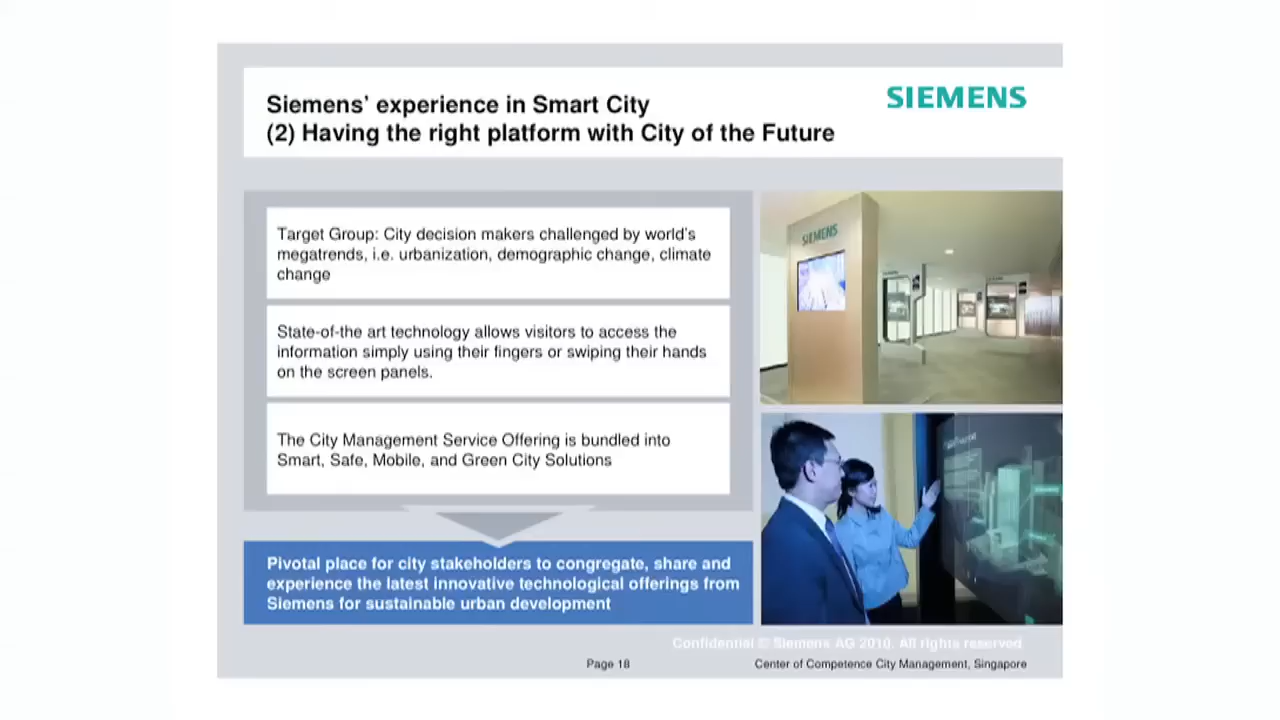 Siemens’ experience in Smart City
(2) Having the right platform with City of the Future
SIEMENS
Target Group: City decision makers challenged by world’s
megatrends, i.e. urbanization, demographic change, climate
change
State-of-the art technology allows visitors to access the
information simply using their fingers or swiping their hands
on the screen panels.
The City Management Service Offering is bundled into
Smart, Safe, Mobile, and Green City Solutions
SIEMENS
Pivotal place for city stakeholders to congregate, share and
experience the latest innovative technological offerings from
Siemens for sustainable urban development
Confidential © Siemens AG 2010. All rights reserved.
Page 18
Center of Competence City Management, Singapore